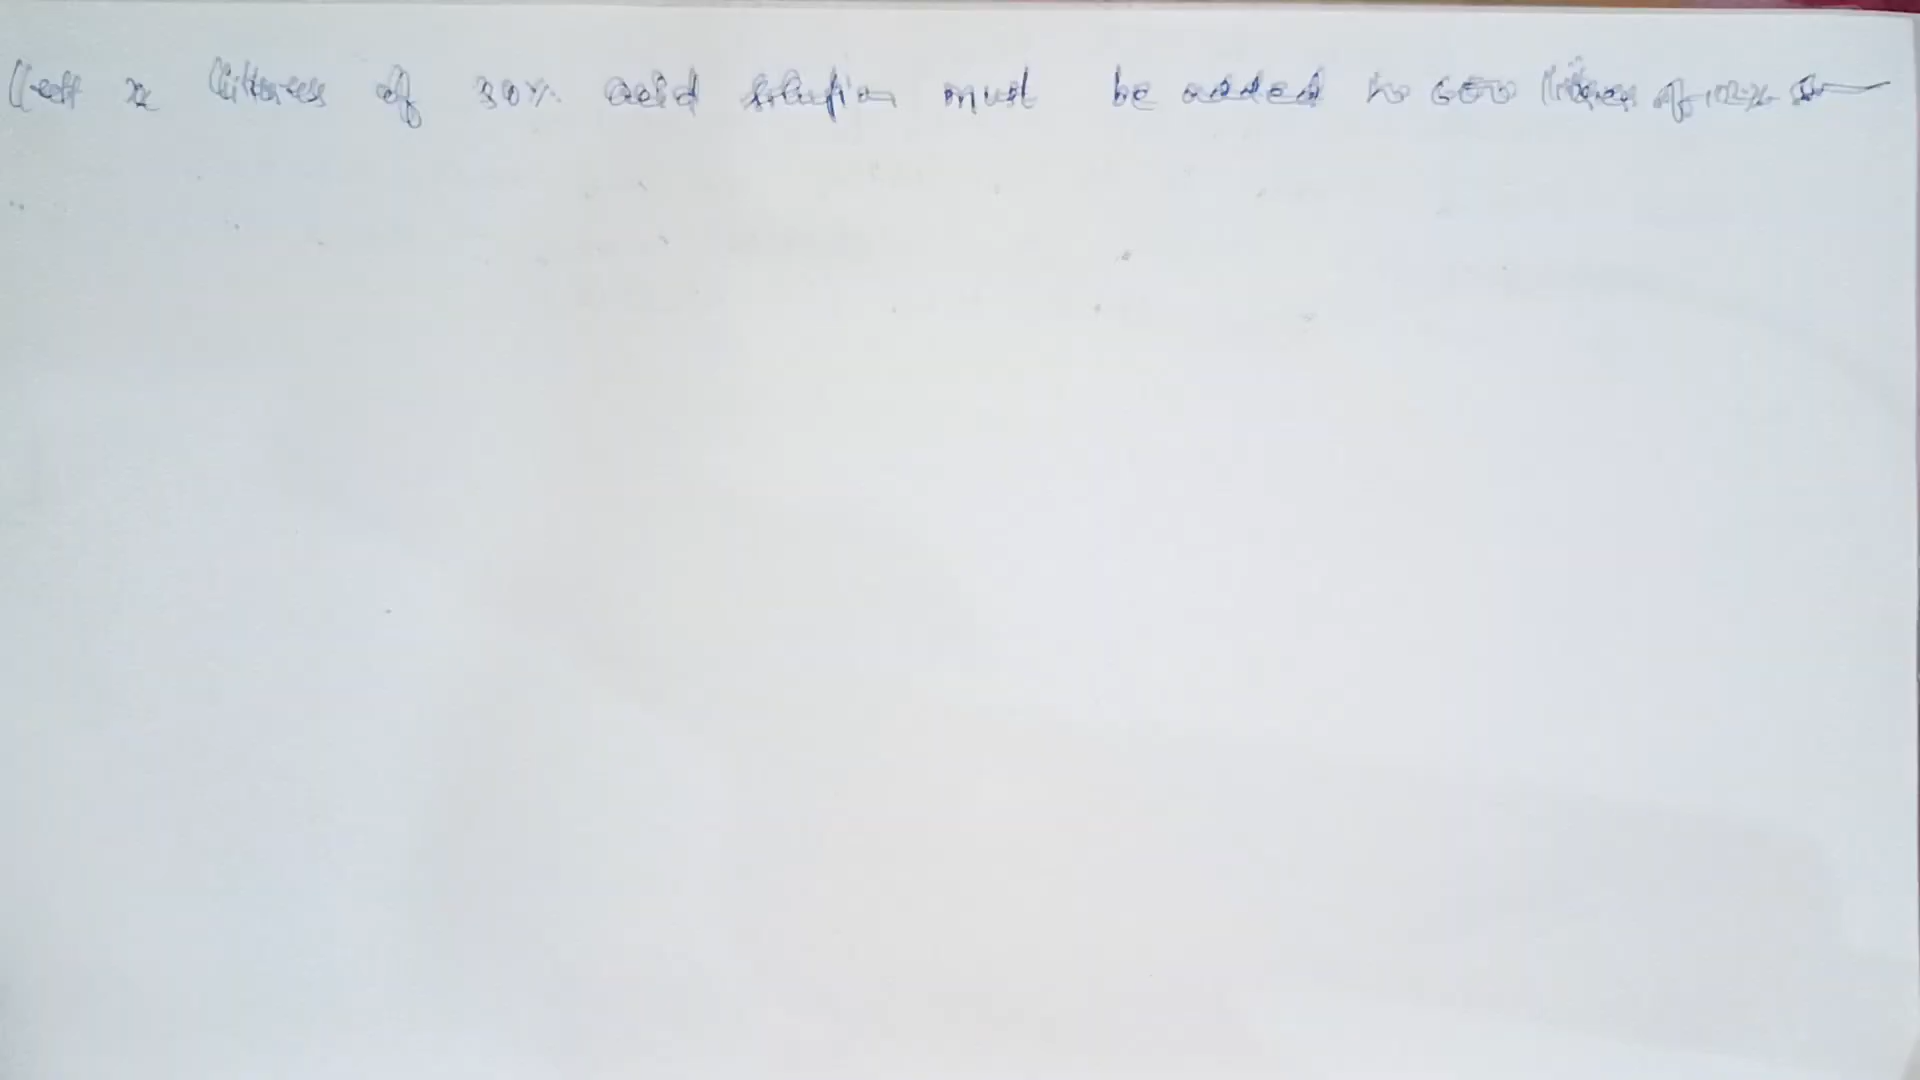 Let x litres of 30% acid solution must be added to 600 litres of 12%